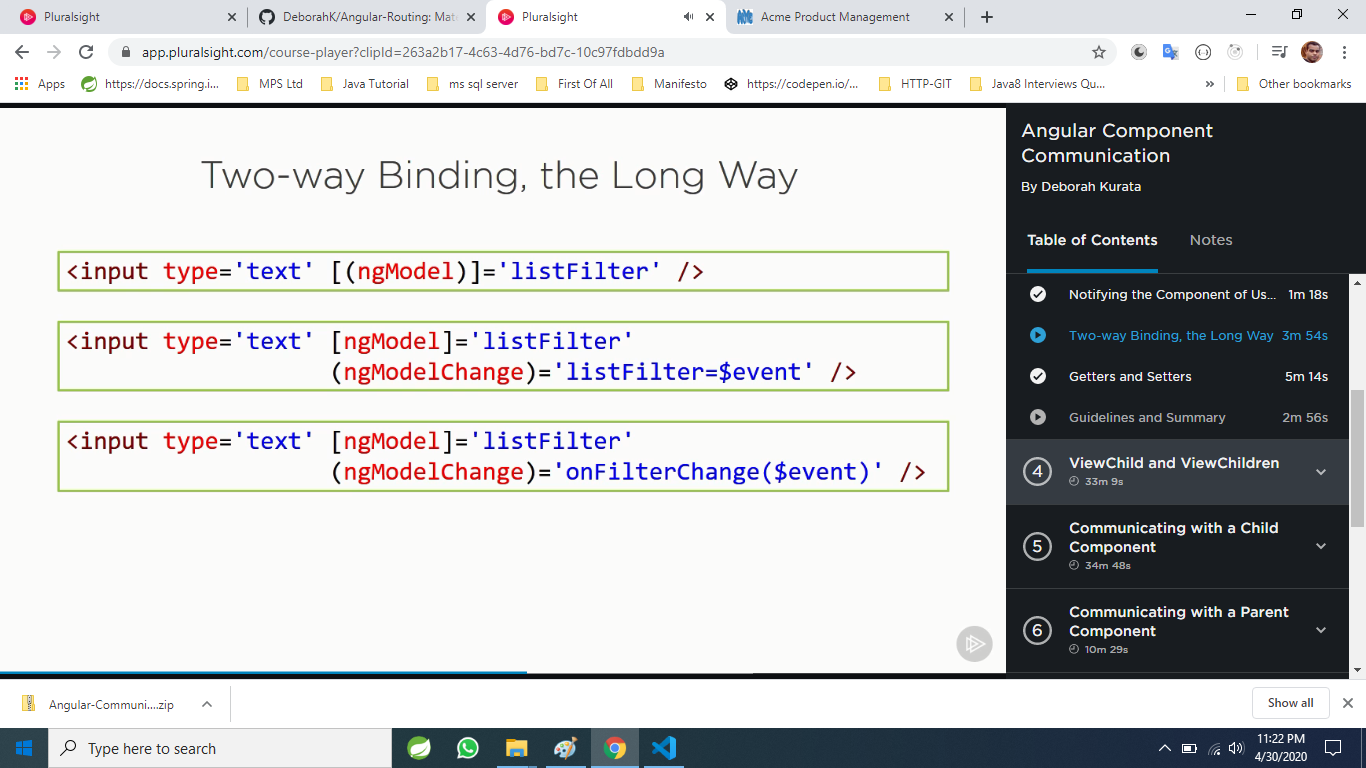 Pluralsight
DeborahK/Angular-Routing: Mat
Pluralsight
Acme Product Management
app.pluralsight.com/course-player?clipId=263a2b17-4c63-4d76-bd7c-10c97fdbdd9a
Apps
https://docs.spring.i...
MPS Ltd
Java Tutorial
ms sql server
First Of All
Manifesto
https://codepen.io/...
HTTP-GIT
Java8 Interviews Qu...
»
Other bookmarks
Two-way Binding, the Long Way
<input type='text' [(ngModel)]='listFilter' />
<input type='text' [ngModel]='listFilter'
(ngModelChange)='listFilter=$event' />
<input type='text' [ngModel]='listFilter'
(ngModelChange)='onFilterChange($event)' />
Angular Component
Communication
By Deborah Kurata
Table of Contents
Notes
Notifying the Component of Us... 1m 18s
Two-way Binding, the Long Way 3m 54s
Getters and Setters 5m 14s
Guidelines and Summary 2m 56s
4
ViewChild and ViewChildren
33m 9s
5
Communicating with a Child
Component
34m 48s
6
Communicating with a Parent
Component
10m 29s
Angular-Communi....zip
Show all
Type here to search
11:22 PM
4/30/2020